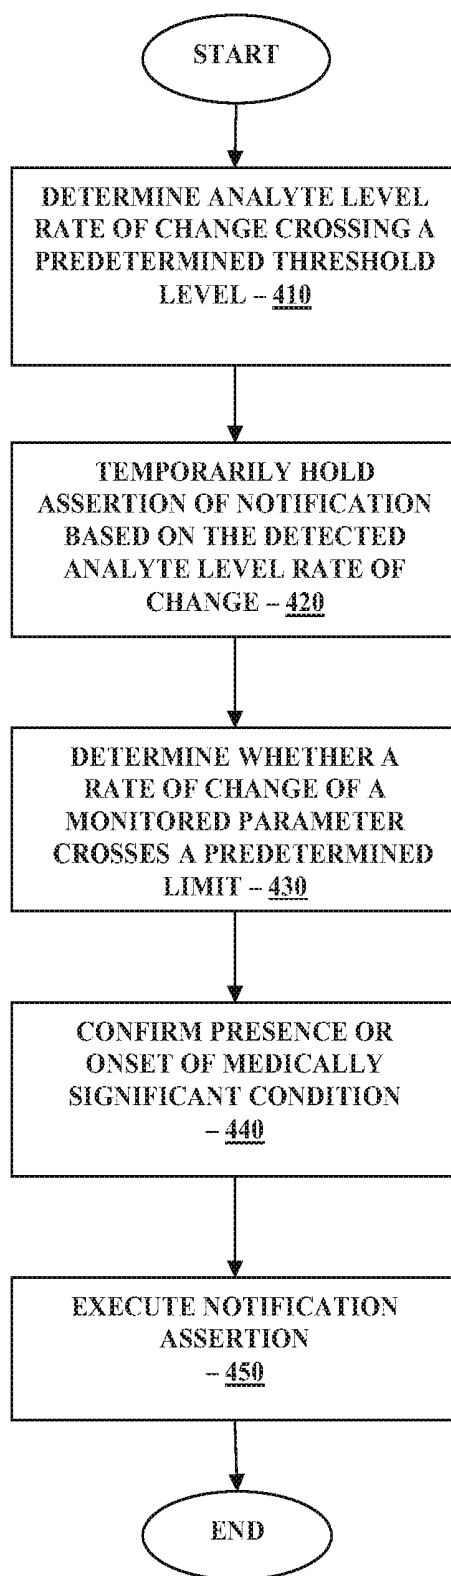 START
DETERMINE ANALYTE LEVEL
RATE OF CHANGE CROSSING A
PREDETERMINED THRESHOLD
LEVEL – 410
TEMPORARILY HOLD
ASSERTION OF NOTIFICATION
BASED ON THE DETECTED
ANALYTE LEVEL RATE OF
CHANGE – 420
DETERMINE WHETHER A
RATE OF CHANGE OF A
MONITORED PARAMETER
CROSSES A PREDETERMINED
LIMIT – 430
CONFIRM PRESENCE OR
ONSET OF MEDICALLY
SIGNIFICANT CONDITION
– 440
EXECUTE NOTIFICATION
ASSERTION
– 450
END